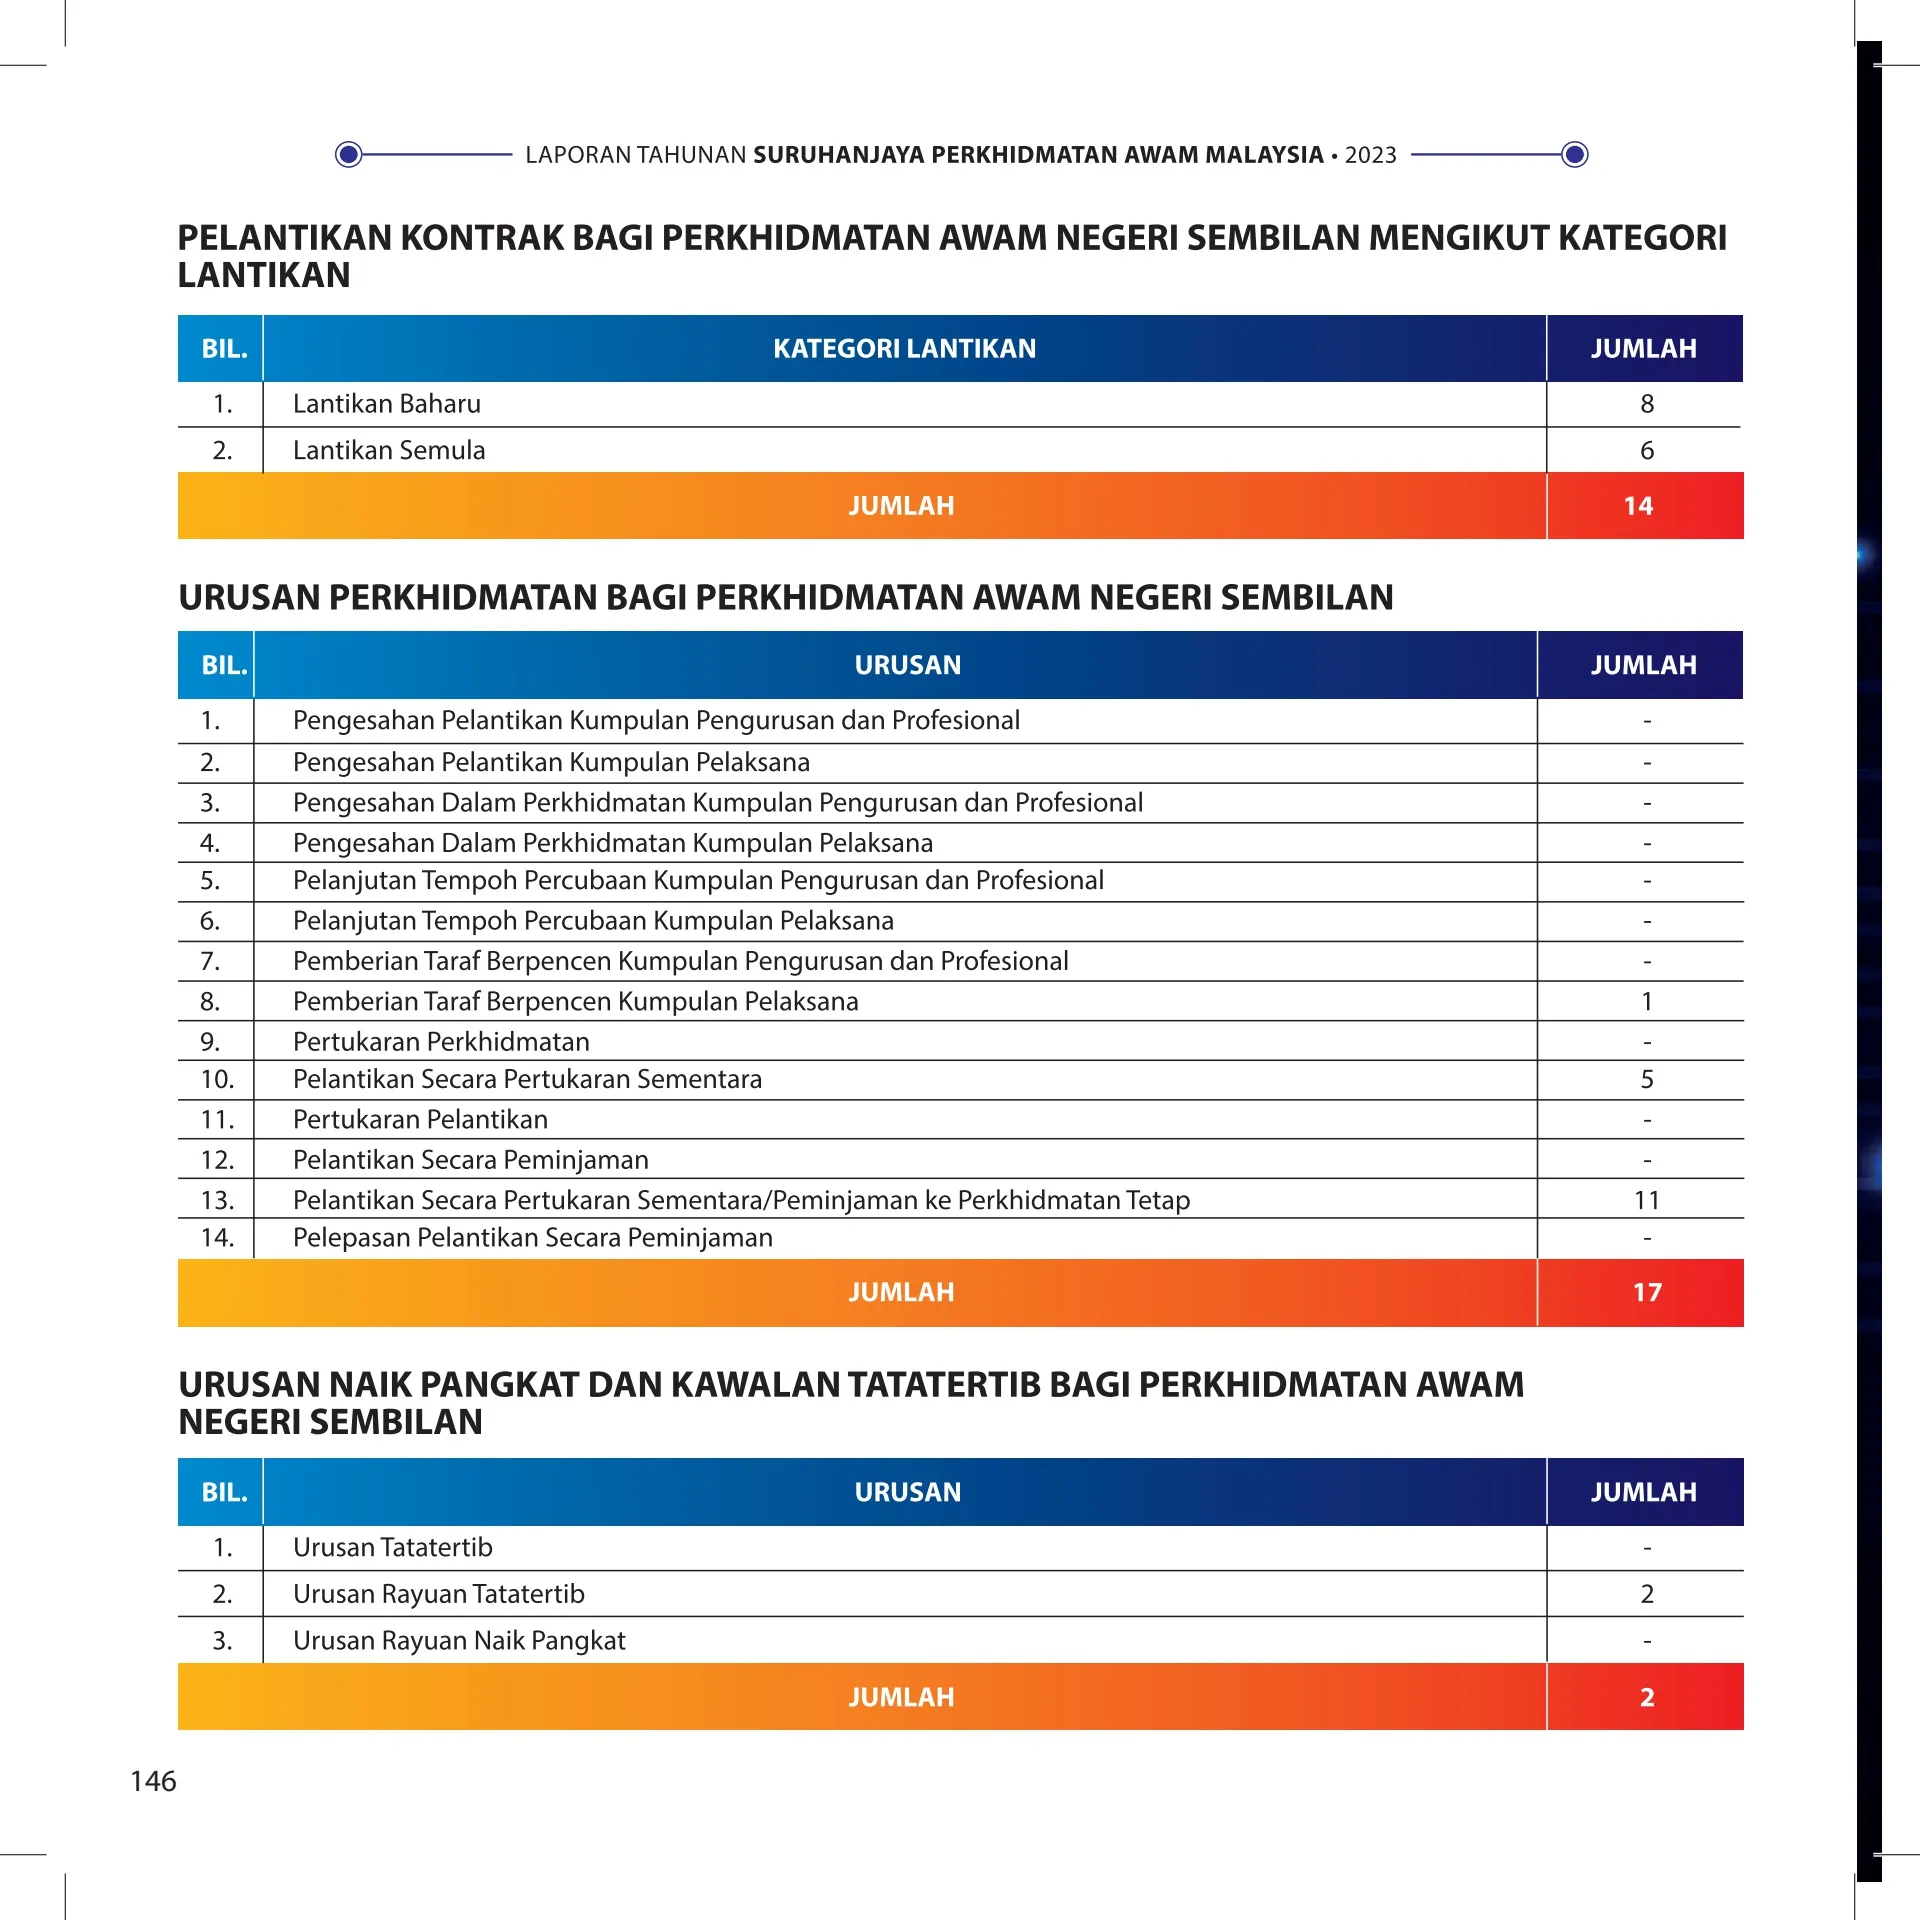 LAPORAN TAHUNAN SURUHANJAYA PERKHIDMATAN AWAM MALAYSIA • 2023
PELANTIKAN KONTRAK BAGI PERKHIDMATAN AWAM NEGERI SEMBILAN MENGIKUT KATEGORI
LANTIKAN
BIL. KATEGORI LANTIKAN JUMLAH
1. Lantikan Baharu 8
2. Lantikan Semula 6
JUMLAH 14
URUSAN PERKHIDMATAN BAGI PERKHIDMATAN AWAM NEGERI SEMBILAN
BIL. URUSAN JUMLAH
1. Pengesahan Pelantikan Kumpulan Pengurusan dan Profesional -
2. Pengesahan Pelantikan Kumpulan Pelaksana -
3. Pengesahan Dalam Perkhidmatan Kumpulan Pengurusan dan Profesional -
4. Pengesahan Dalam Perkhidmatan Kumpulan Pelaksana -
5. Pelanjutan Tempoh Percubaan Kumpulan Pengurusan dan Profesional -
6. Pelanjutan Tempoh Percubaan Kumpulan Pelaksana -
7. Pemberian Taraf Berpencen Kumpulan Pengurusan dan Profesional -
8. Pemberian Taraf Berpencen Kumpulan Pelaksana 1
9. Pertukaran Perkhidmatan -
10. Pelantikan Secara Pertukaran Sementara 5
11. Pertukaran Pelantikan -
12. Pelantikan Secara Peminjaman -
13. Pelantikan Secara Pertukaran Sementara/Peminjaman ke Perkhidmatan Tetap 11
14. Pelepasan Pelantikan Secara Peminjaman -
JUMLAH 17
URUSAN NAIK PANGKAT DAN KAWALAN TATATERTIB BAGI PERKHIDMATAN AWAM
NEGERI SEMBILAN
BIL. URUSAN JUMLAH
1. Urusan Tatatertib -
2. Urusan Rayuan Tatatertib 2
3. Urusan Rayuan Naik Pangkat -
JUMLAH 2
146